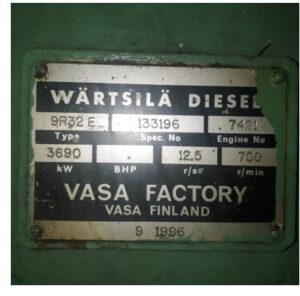 WÄRTSILÄ DIESEL
9R32 E 133196 7421
Type Spec. No Engine No
3690 12.5 750
kW BHP r/s r/min
VASA FACTORY
VASA FINLAND
9 1996